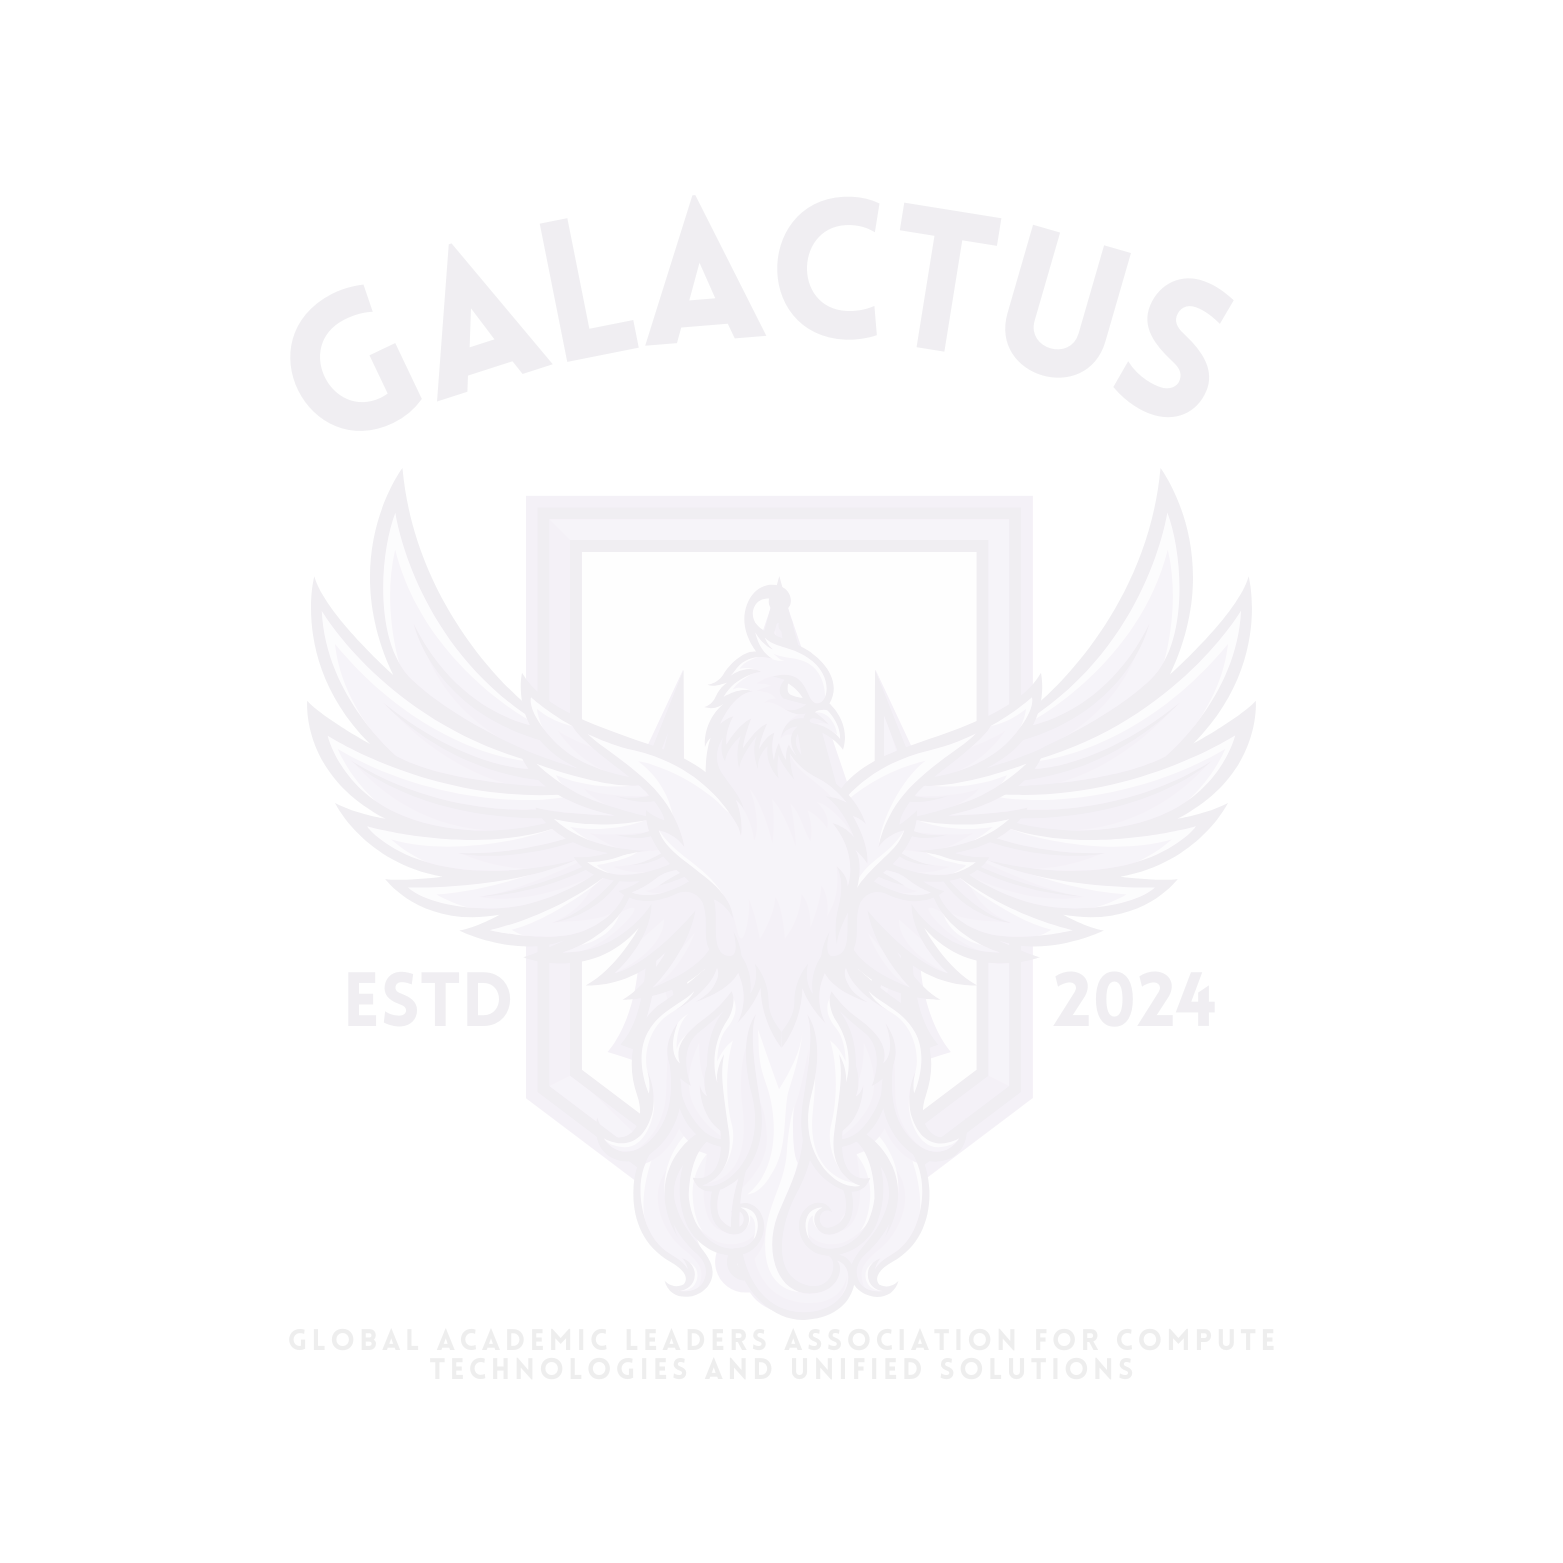 GALACTUS
ESTD 2024
GLOBAL ACADEMIC LEADERS ASSOCIATION FOR COMPUTE
TECHNOLOGIES AND UNIFIED SOLUTIONS